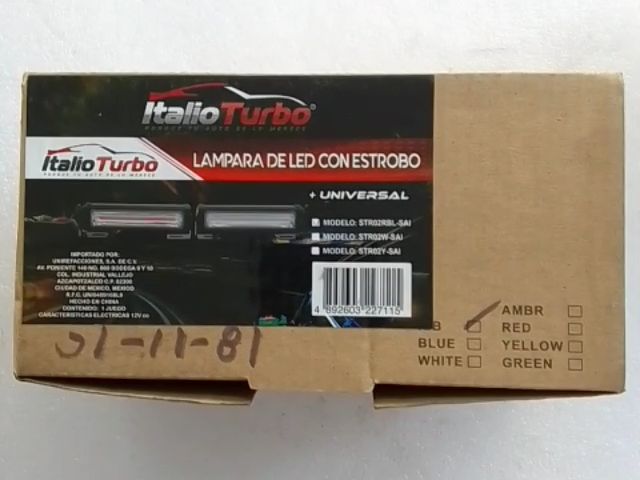 ItalioTurbo®
PORQUE TU AUTO SE LO MERECE
ItalioTurbo
PORQUE TU AUTO SE LO MERECE
LAMPARA DE LED CON ESTROBO
+ UNIVERSAL
MODELO: STR02RBL-SAI
MODELO: STR02W-SAI
MODELO: STR02Y-SAI
IMPORTADO POR:
UNIREFACCIONES, S.A. DE C.V.
AV. PONIENTE 140 NO. 869 BODEGA 9 Y 10
COL. INDUSTRIAL VALLEJO
AZCAPOTZALCO C.P. 02300
CIUDAD DE MEXICO, MEXICO
R.F.C.
HECHO EN CHINA
CONTENIDO: 1 JUEGO
CARACTERISTICAS ELECTRICAS 12V cc
4 892603 227115
51-11-81
AMBR
B
RED
BLUE
YELLOW
WHITE
GREEN